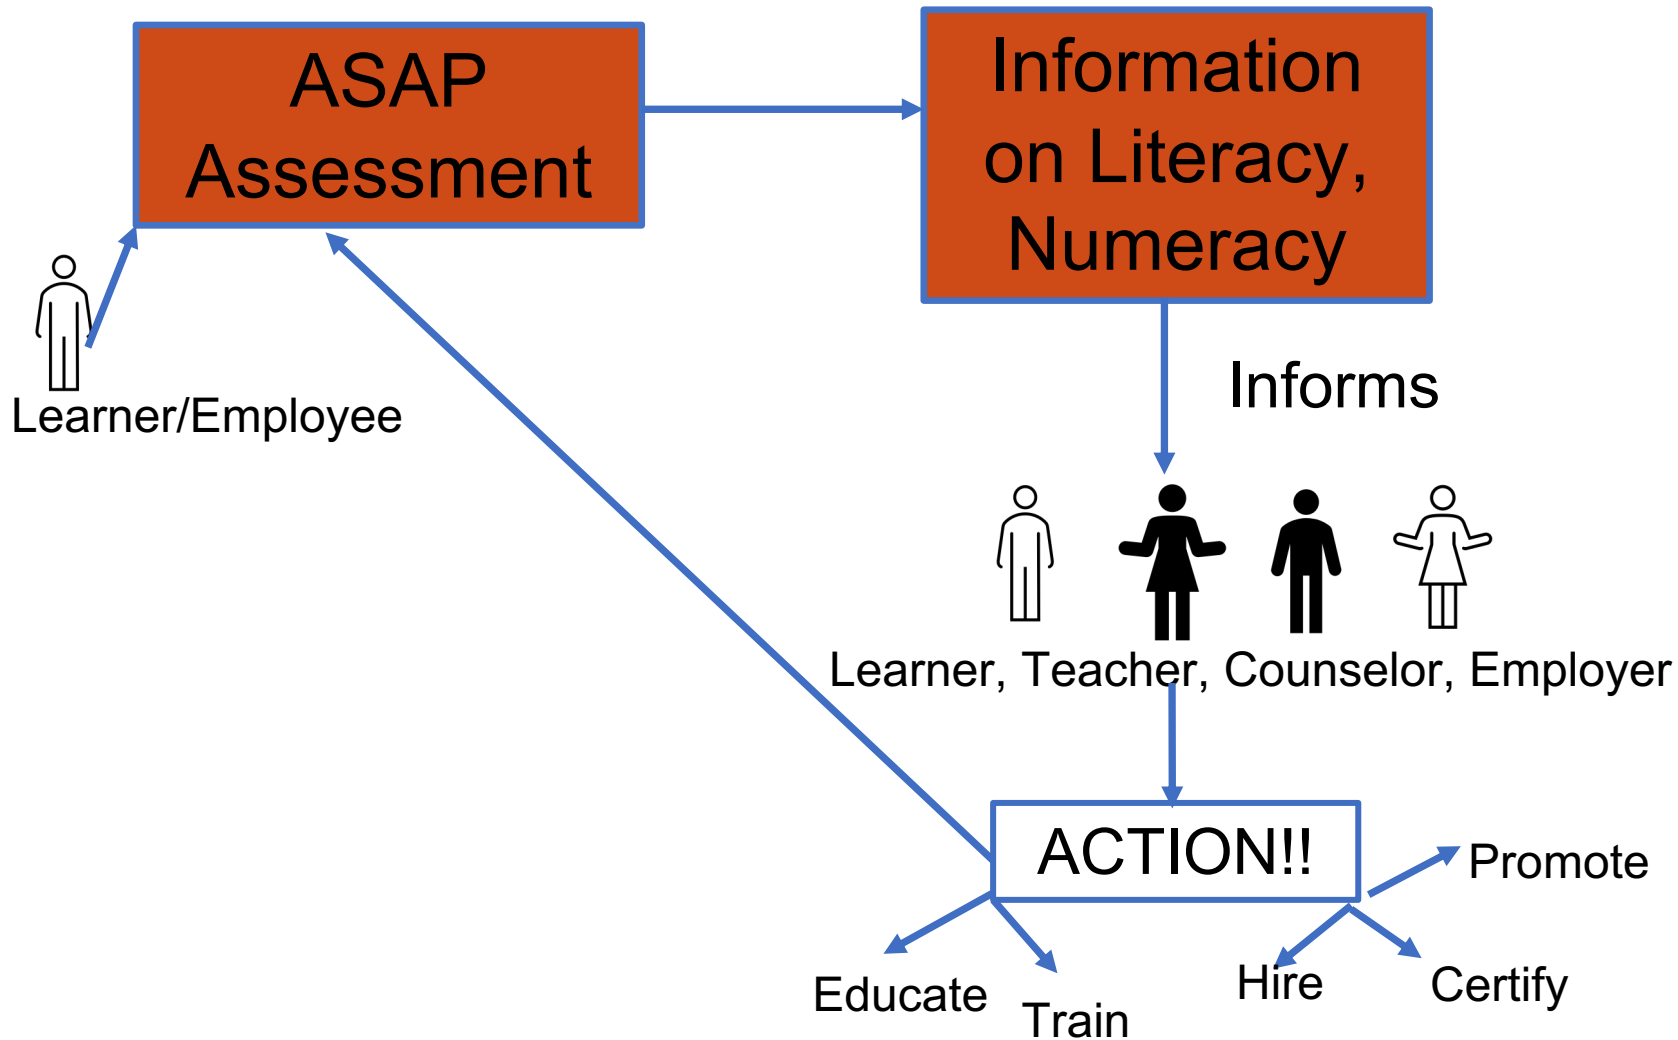 ASAP
Assessment
Information
on Literacy,
Numeracy
Learner/Employee
Informs
Learner, Teacher, Counselor, Employer
ACTION!!
Promote
Educate
Train
Hire
Certify